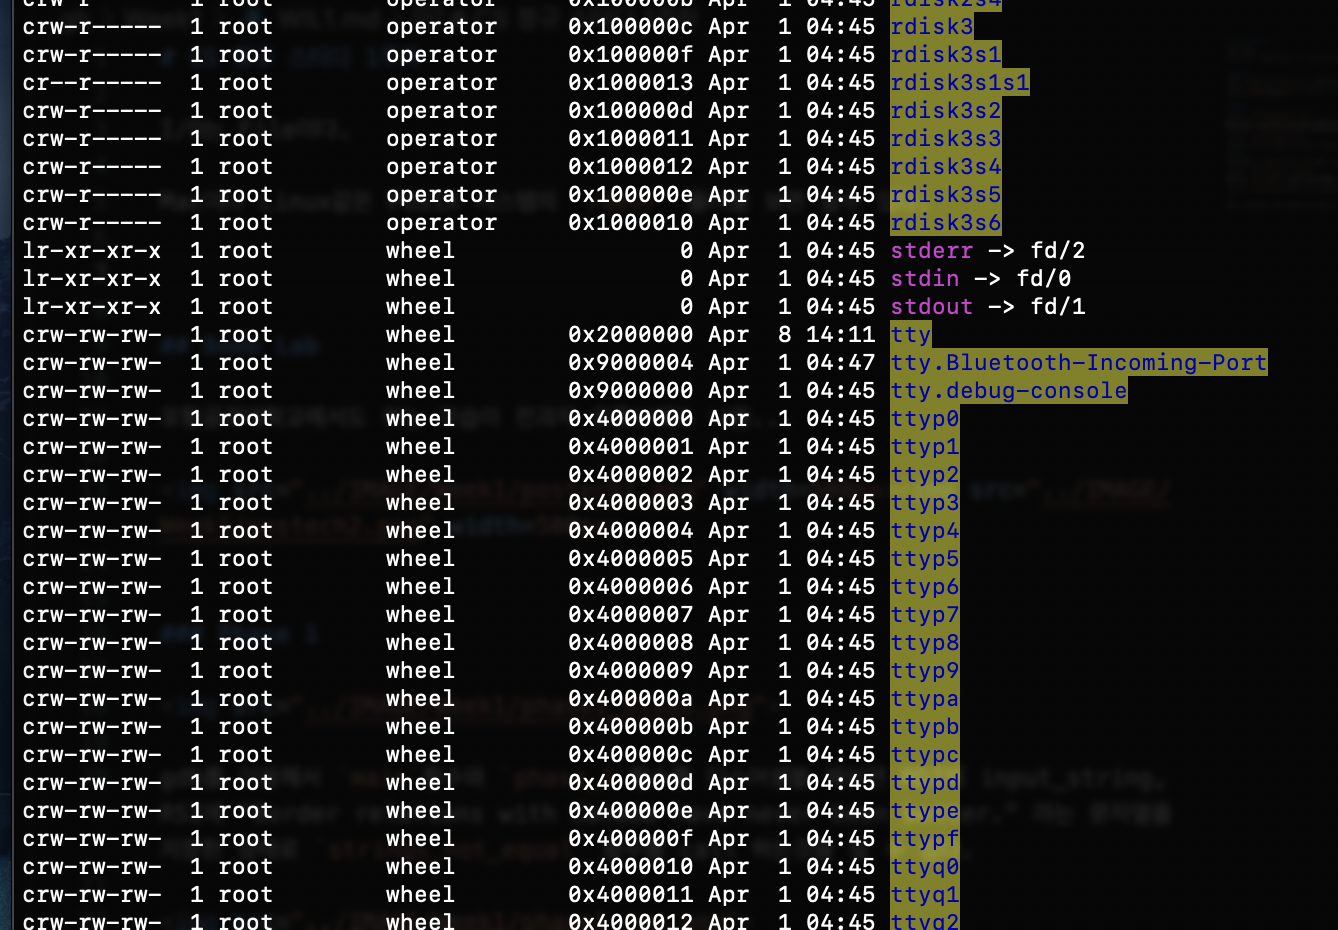 crw-r----- 1 root operator 0x100000b Apr 1 04:45 rdisk2s4
crw-r----- 1 root operator 0x100000c Apr 1 04:45 rdisk3
crw-r----- 1 root operator 0x100000f Apr 1 04:45 rdisk3s1
cr--r----- 1 root operator 0x1000013 Apr 1 04:45 rdisk3s1s1
crw-r----- 1 root operator 0x100000d Apr 1 04:45 rdisk3s2
crw-r----- 1 root operator 0x1000011 Apr 1 04:45 rdisk3s3
crw-r----- 1 root operator 0x1000012 Apr 1 04:45 rdisk3s4
crw-r----- 1 root operator 0x100000e Apr 1 04:45 rdisk3s5
crw-r----- 1 root operator 0x1000010 Apr 1 04:45 rdisk3s6
lr-xr-xr-x 1 root wheel 0 Apr 1 04:45 stderr -> fd/2
lr-xr-xr-x 1 root wheel 0 Apr 1 04:45 stdin -> fd/0
lr-xr-xr-x 1 root wheel 0 Apr 1 04:45 stdout -> fd/1
crw-rw-rw- 1 root wheel 0x2000000 Apr 8 14:11 tty
crw-rw-rw- 1 root wheel 0x9000004 Apr 1 04:47 tty.Bluetooth-Incoming-Port
crw-rw-rw- 1 root wheel 0x9000000 Apr 1 04:45 tty.debug-console
crw-rw-rw- 1 root wheel 0x4000000 Apr 1 04:45 ttyp0
crw-rw-rw- 1 root wheel 0x4000001 Apr 1 04:45 ttyp1
crw-rw-rw- 1 root wheel 0x4000002 Apr 1 04:45 ttyp2
crw-rw-rw- 1 root wheel 0x4000003 Apr 1 04:45 ttyp3
crw-rw-rw- 1 root wheel 0x4000004 Apr 1 04:45 ttyp4
crw-rw-rw- 1 root wheel 0x4000005 Apr 1 04:45 ttyp5
crw-rw-rw- 1 root wheel 0x4000006 Apr 1 04:45 ttyp6
crw-rw-rw- 1 root wheel 0x4000007 Apr 1 04:45 ttyp7
crw-rw-rw- 1 root wheel 0x4000008 Apr 1 04:45 ttyp8
crw-rw-rw- 1 root wheel 0x4000009 Apr 1 04:45 ttyp9
crw-rw-rw- 1 root wheel 0x400000a Apr 1 04:45 ttypa
crw-rw-rw- 1 root wheel 0x400000b Apr 1 04:45 ttypb
crw-rw-rw- 1 root wheel 0x400000c Apr 1 04:45 ttypc
crw-rw-rw- 1 root wheel 0x400000d Apr 1 04:45 ttypd
crw-rw-rw- 1 root wheel 0x400000e Apr 1 04:45 ttype
crw-rw-rw- 1 root wheel 0x400000f Apr 1 04:45 ttypf
crw-rw-rw- 1 root wheel 0x4000010 Apr 1 04:45 ttyq0
crw-rw-rw- 1 root wheel 0x4000011 Apr 1 04:45 ttyq1
crw-rw-rw- 1 root wheel 0x4000012 Apr 1 04:45 ttyq2